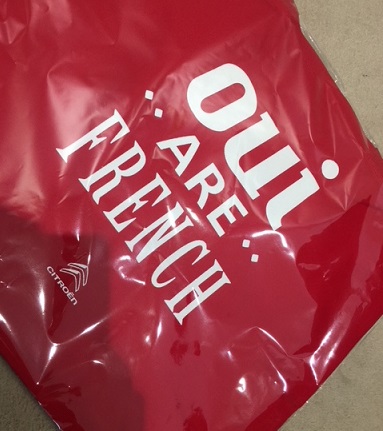 oui
: ARE :
FRENCH
CITROËN